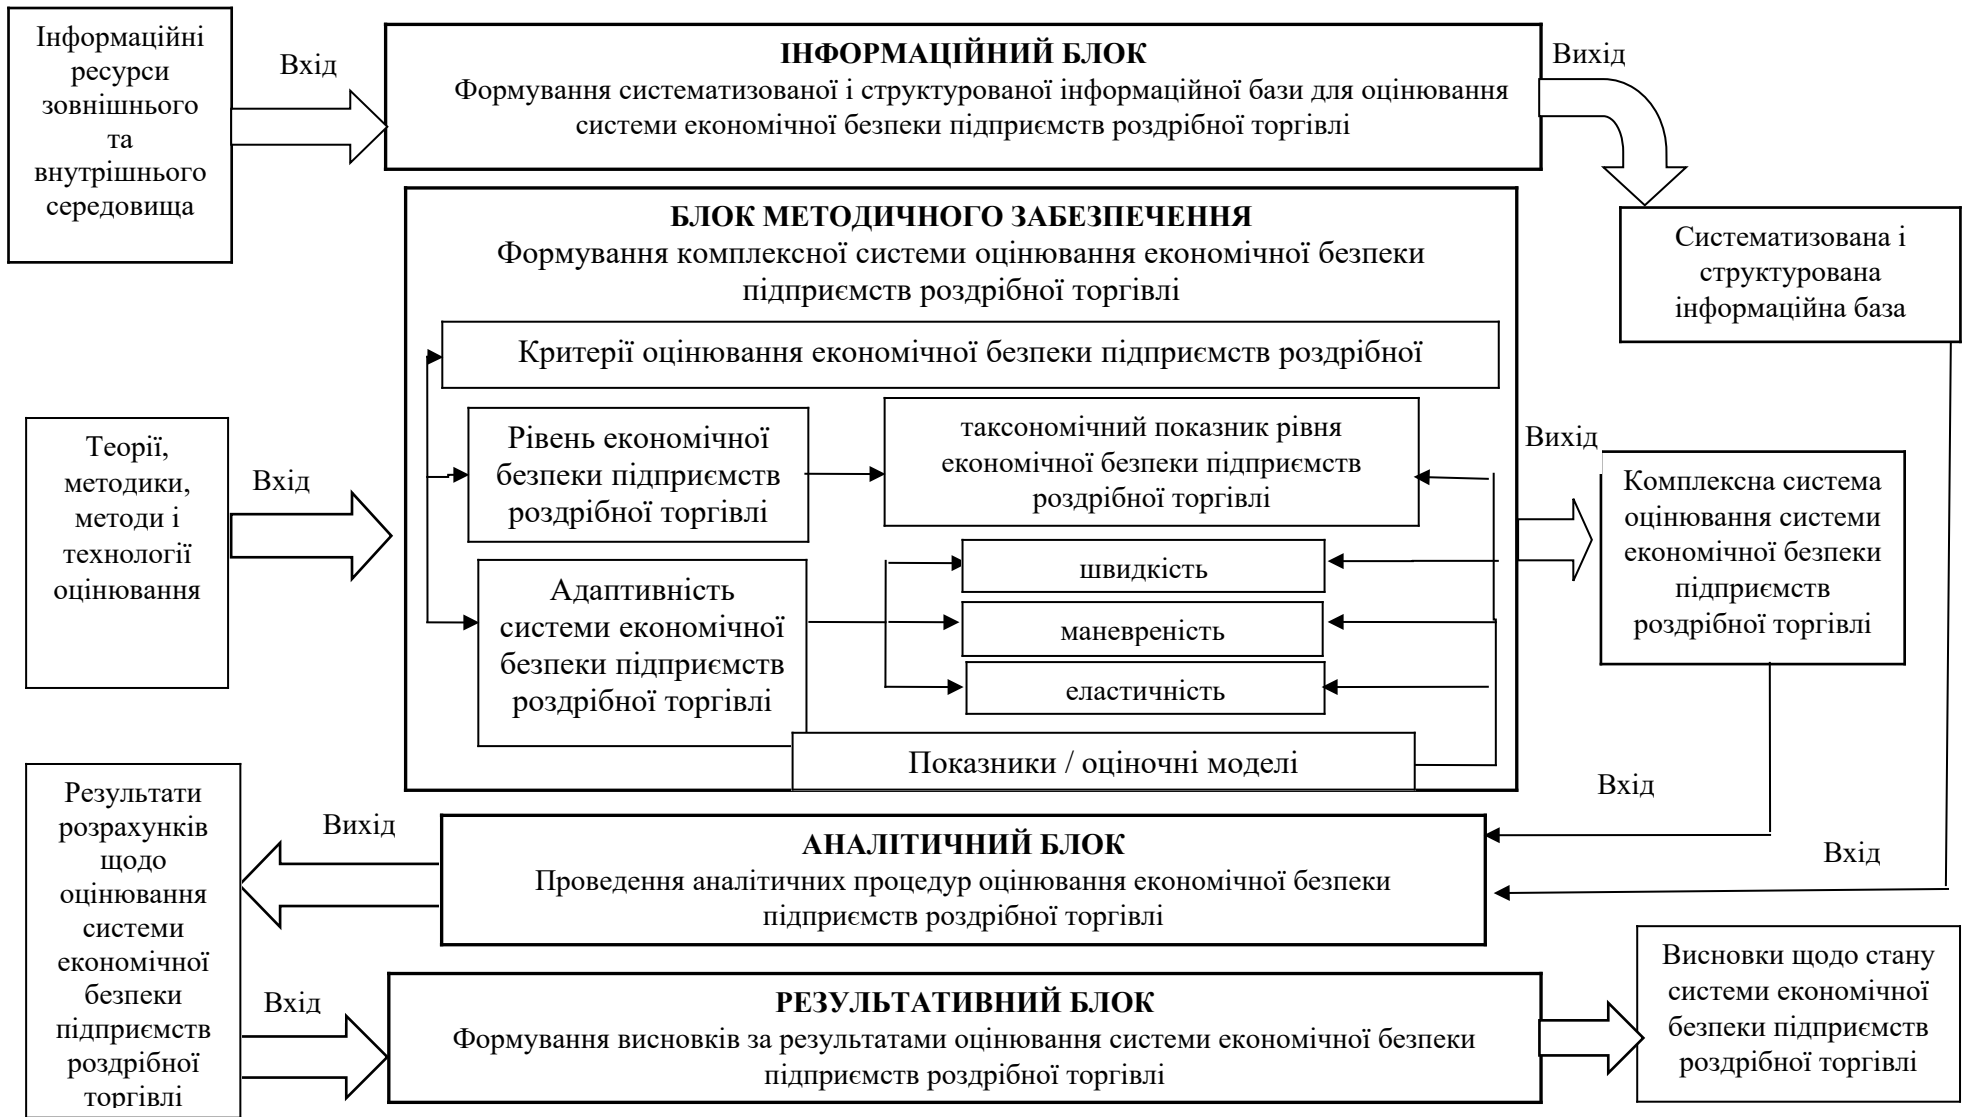 Інформаційні
ресурси
зовнішнього
та
внутрішнього
середовища
Вхід
ІНФОРМАЦІЙНИЙ БЛОК
Формування систематизованої і структурованої інформаційної бази для оцінювання
системи економічної безпеки підприємств роздрібної торгівлі
Вихід
Систематизована і
структурована
інформаційна база
БЛОК МЕТОДИЧНОГО ЗАБЕЗПЕЧЕННЯ
Формування комплексної системи оцінювання економічної безпеки
підприємств роздрібної торгівлі
Критерії оцінювання економічної безпеки підприємств роздрібної
Теорії,
методики,
методи і
технології
оцінювання
Вхід
Рівень економічної
безпеки підприємств
роздрібної торгівлі
таксономічний показник рівня
економічної безпеки підприємств
роздрібної торгівлі
Адаптивність
системи економічної
безпеки підприємств
роздрібної торгівлі
швидкість
маневреність
еластичність
Показники / оціночні моделі
Вихід
Комплексна система
оцінювання системи
економічної безпеки
підприємств
роздрібної торгівлі
Вхід
Вхід
АНАЛІТИЧНИЙ БЛОК
Проведення аналітичних процедур оцінювання економічної безпеки
підприємств роздрібної торгівлі
Вихід
Результати
розрахунків
щодо
оцінювання
системи
економічної
безпеки
підприємств
роздрібної
торгівлі
Вхід
РЕЗУЛЬТАТИВНИЙ БЛОК
Формування висновків за результатами оцінювання системи економічної безпеки
підприємств роздрібної торгівлі
Висновки щодо стану
системи економічної
безпеки підприємств
роздрібної торгівлі